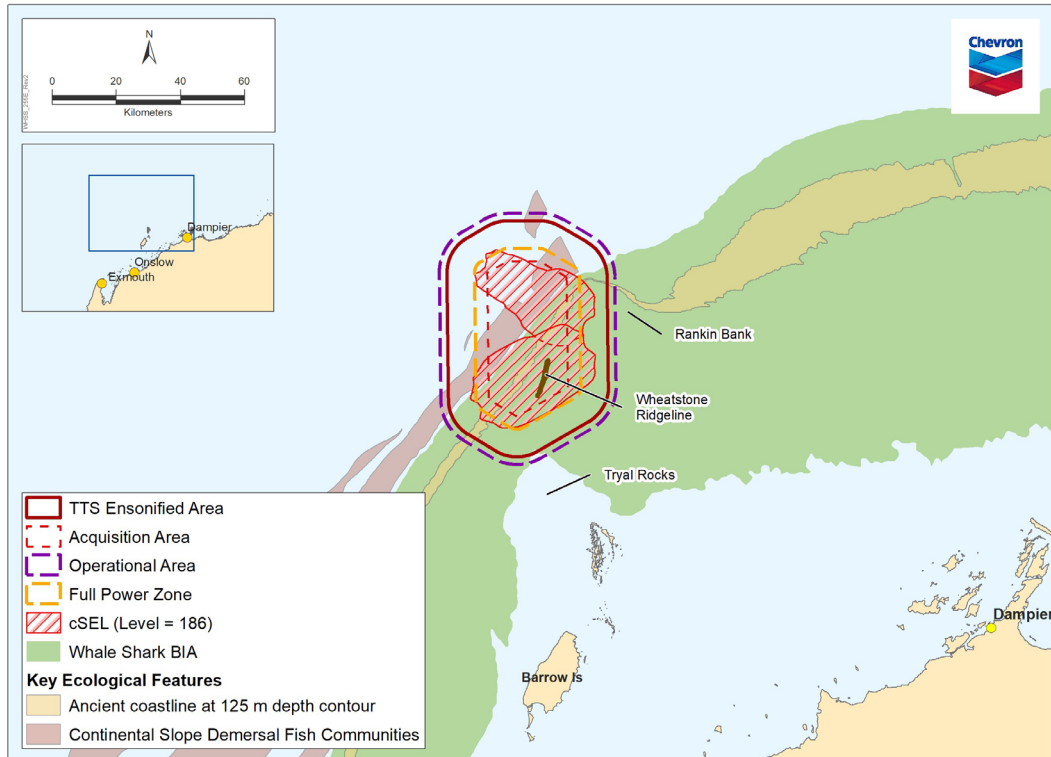 N
0 20 40 60
Kilometers
WHSB_255E_Rev2
Chevron
Dampier
Onslow
Exmouth
Rankin Bank
Wheatstone
Ridgeline
Tryal Rocks
TTS Ensonified Area
Acquisition Area
Operational Area
Full Power Zone
cSEL (Level = 186)
Whale Shark BIA
Key Ecological Features
Ancient coastline at 125 m depth contour
Continental Slope Demersal Fish Communities
Barrow Is
Dampier